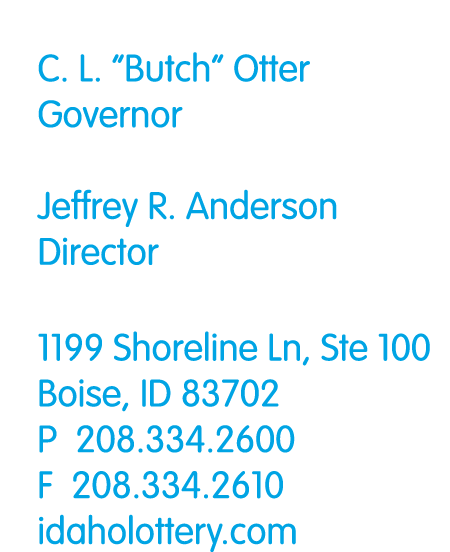 C. L. “Butch“ Otter
Governor
Jeffrey R. Anderson
Director
1199 Shoreline Ln, Ste 100
Boise, ID 83702
P 208.334.2600
F 208.334.2610
idaholottery.com